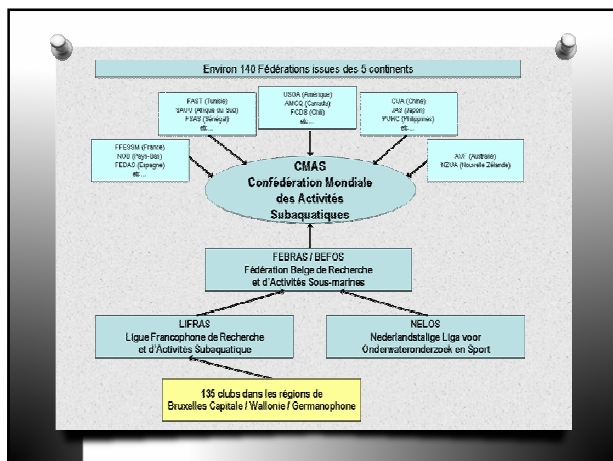 Environ 140 Fédérations issues des 5 continents
FAST (Tunisie)
(Afrique du Sud)
FSAS (Sénégal)
etc...
USOA (Amérique)
AMCQ (Canada)
FCDS (Chili)
etc...
CUA (Chine)
JAS (Japon)
(Philippines)
etc...
FFESSM (France)
NOB (Pays-Bas)
FEDAS (Espagne)
etc...
CMAS
Confédération Mondiale
des Activités
Subaquatiques
(Australie)
NZUA (Nouvelle Zélande)
FEBRAS / BEFOS
Fédération Belge de Recherche
et d'Activités Sous-marines
LIFRAS
Ligue Francophone de Recherche
et d'Activités Subaquatique
NELOS
Nederlandstalige Liga voor
Onderwateronderzoek en Sport
135 clubs dans les régions de
Bruxelles Capitale / Wallonie / Germanophone